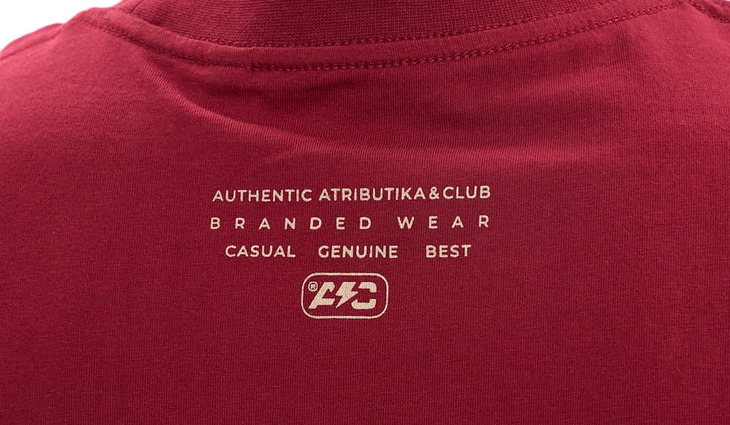 AUTHENTIC ATRIBUTIKA&CLUB
BRANDED WEAR
CASUAL GENUINE BEST
®A⚡C